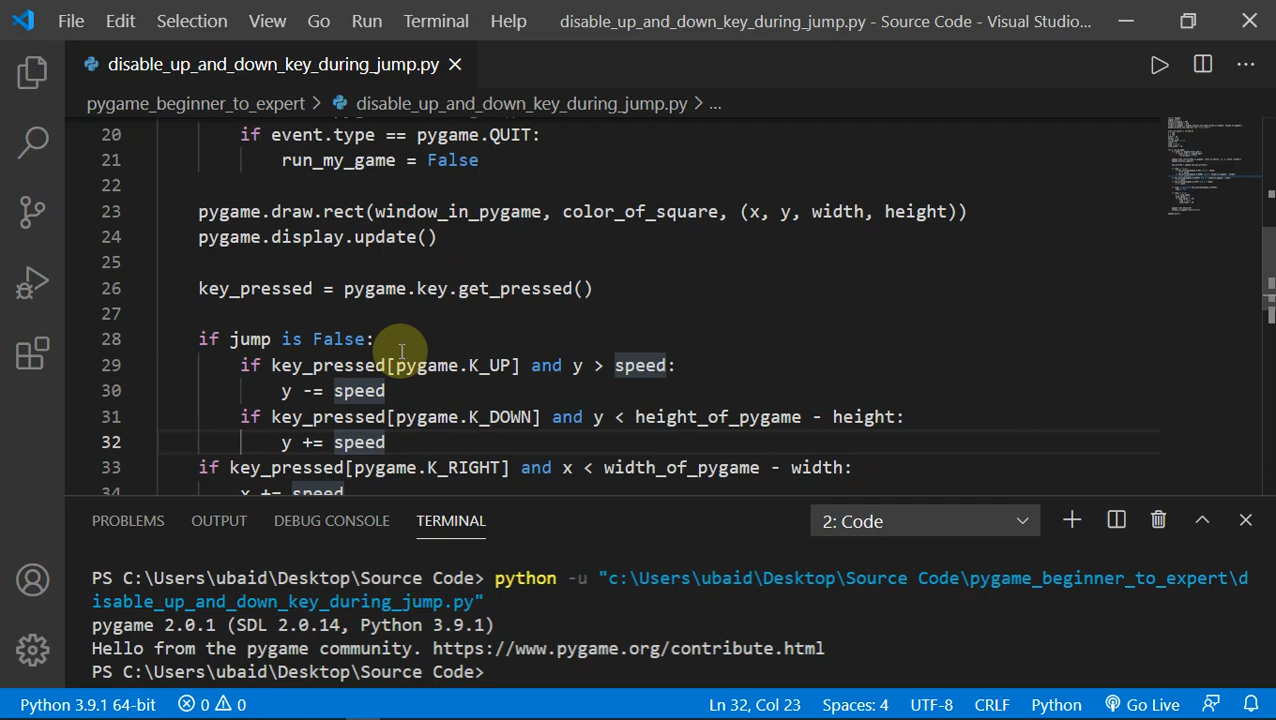 File Edit Selection View Go Run Terminal Help disable_up_and_down_key_during_jump.py - Source Code - Visual Studio...
disable_up_and_down_key_during_jump.py
pygame_beginner_to_expert > disable_up_and_down_key_during_jump.py > ...
20 if event.type == pygame.QUIT:
21 run_my_game = False
22
23 pygame.draw.rect(window_in_pygame, color_of_square, (x, y, width, height))
24 pygame.display.update()
25
26 key_pressed = pygame.key.get_pressed()
27
28 if jump is False:
29 if key_pressed[pygame.K_UP] and y > speed:
30 y -= speed
31 if key_pressed[pygame.K_DOWN] and y < height_of_pygame - height:
32 y += speed
33 if key_pressed[pygame.K_RIGHT] and x < width_of_pygame - width:
34 x += speed
PROBLEMS OUTPUT DEBUG CONSOLE TERMINAL 2: Code
PS C:\Users\ubaid\Desktop\Source Code> python -u "c:\Users\ubaid\Desktop\Source Code\pygame_beginner_to_expert\d
isable_up_and_down_key_during_jump.py"
pygame 2.0.1 (SDL 2.0.14, Python 3.9.1)
Hello from the pygame community. https://www.pygame.org/contribute.html
PS C:\Users\ubaid\Desktop\Source Code>
Python 3.9.1 64-bit 0 0 Ln 32, Col 23 Spaces: 4 UTF-8 CRLF Python Go Live